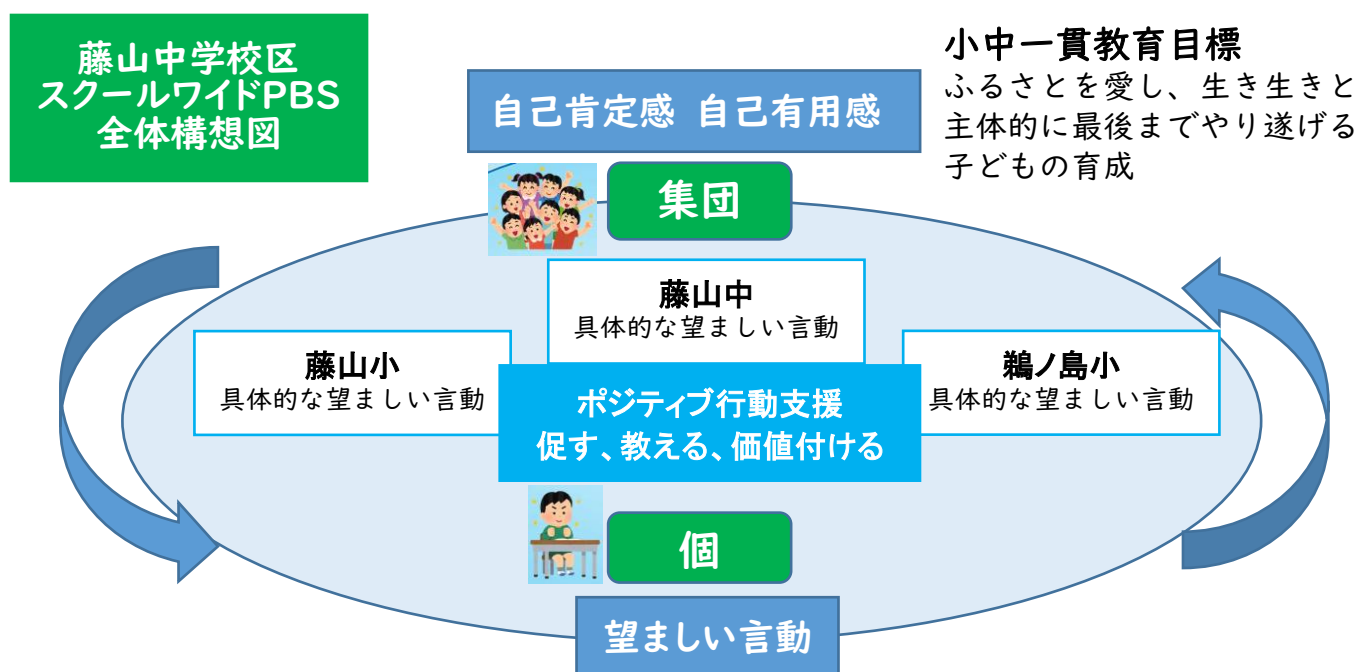 藤山中学校区
スクールワイドPBS
全体構想図
小中一貫教育目標
ふるさとを愛し、生き生きと
主体的に最後までやり遂げる
子どもの育成
自己肯定感 自己有用感
集団
藤山中
具体的な望ましい言動
藤山小
具体的な望ましい言動
鵜ノ島小
具体的な望ましい言動
ポジティブ行動支援
促す、教える、価値付ける
個
望ましい言動